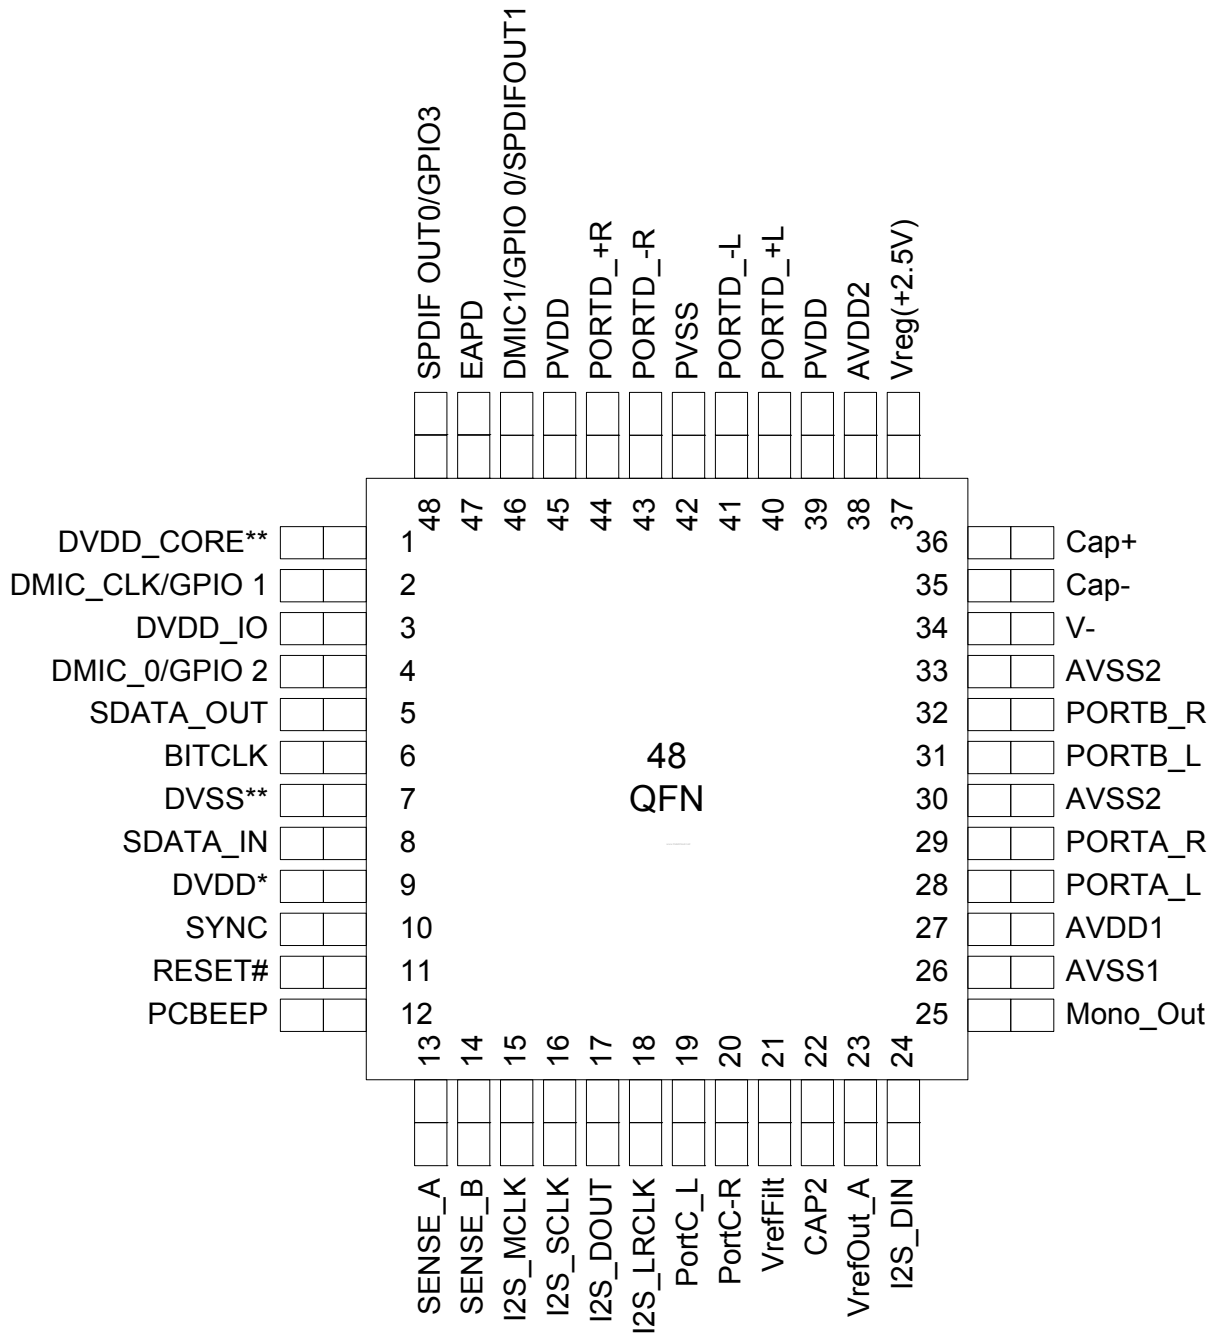 SPDIF OUT0/GPIO3
EAPD
DMIC1/GPIO 0/SPDIFOUT1
PVDD
PORTD_+R
PORTD_-R
PVSS
PORTD_-L
PORTD_+L
PVDD
AVDD2
Vreg(+2.5V)
48
47
46
45
44
43
42
41
40
39
38
37
DVDD_CORE** 1
DMIC_CLK/GPIO 1 2
DVDD_IO 3
DMIC_0/GPIO 2 4
SDATA_OUT 5
BITCLK 6
DVSS** 7
SDATA_IN 8
DVDD* 9
SYNC 10
RESET# 11
PCBEEP 12
48
QFN
36 Cap+
35 Cap-
34 V-
33 AVSS2
32 PORTB_R
31 PORTB_L
30 AVSS2
29 PORTA_R
28 PORTA_L
27 AVDD1
26 AVSS1
25 Mono_Out
13
14
15
16
17
18
19
20
21
22
23
24
SENSE_A
SENSE_B
I2S_MCLK
I2S_SCLK
I2S_DOUT
I2S_LRCLK
PortC_L
PortC-R
VrefFilt
CAP2
VrefOut_A
I2S_DIN